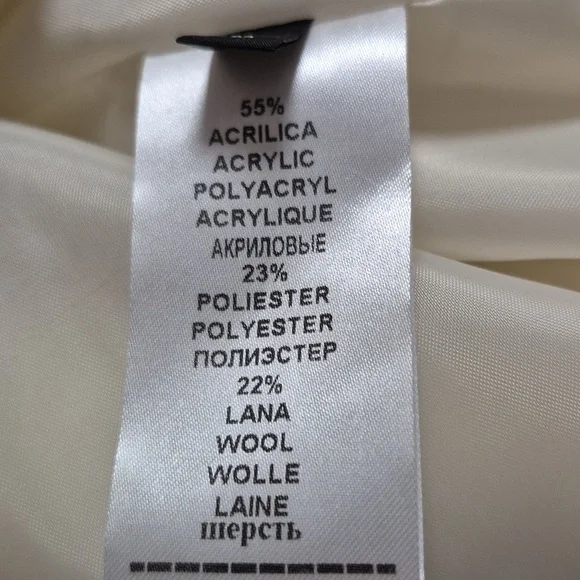 55%
ACRILICA
ACRYLIC
POLYACRYL
ACRYLIQUE
АКРИЛОВЫЕ
23%
POLIESTER
POLYESTER
ПОЛИЭСТЕР
22%
LANA
WOOL
WOLLE
LAINE
шерсть